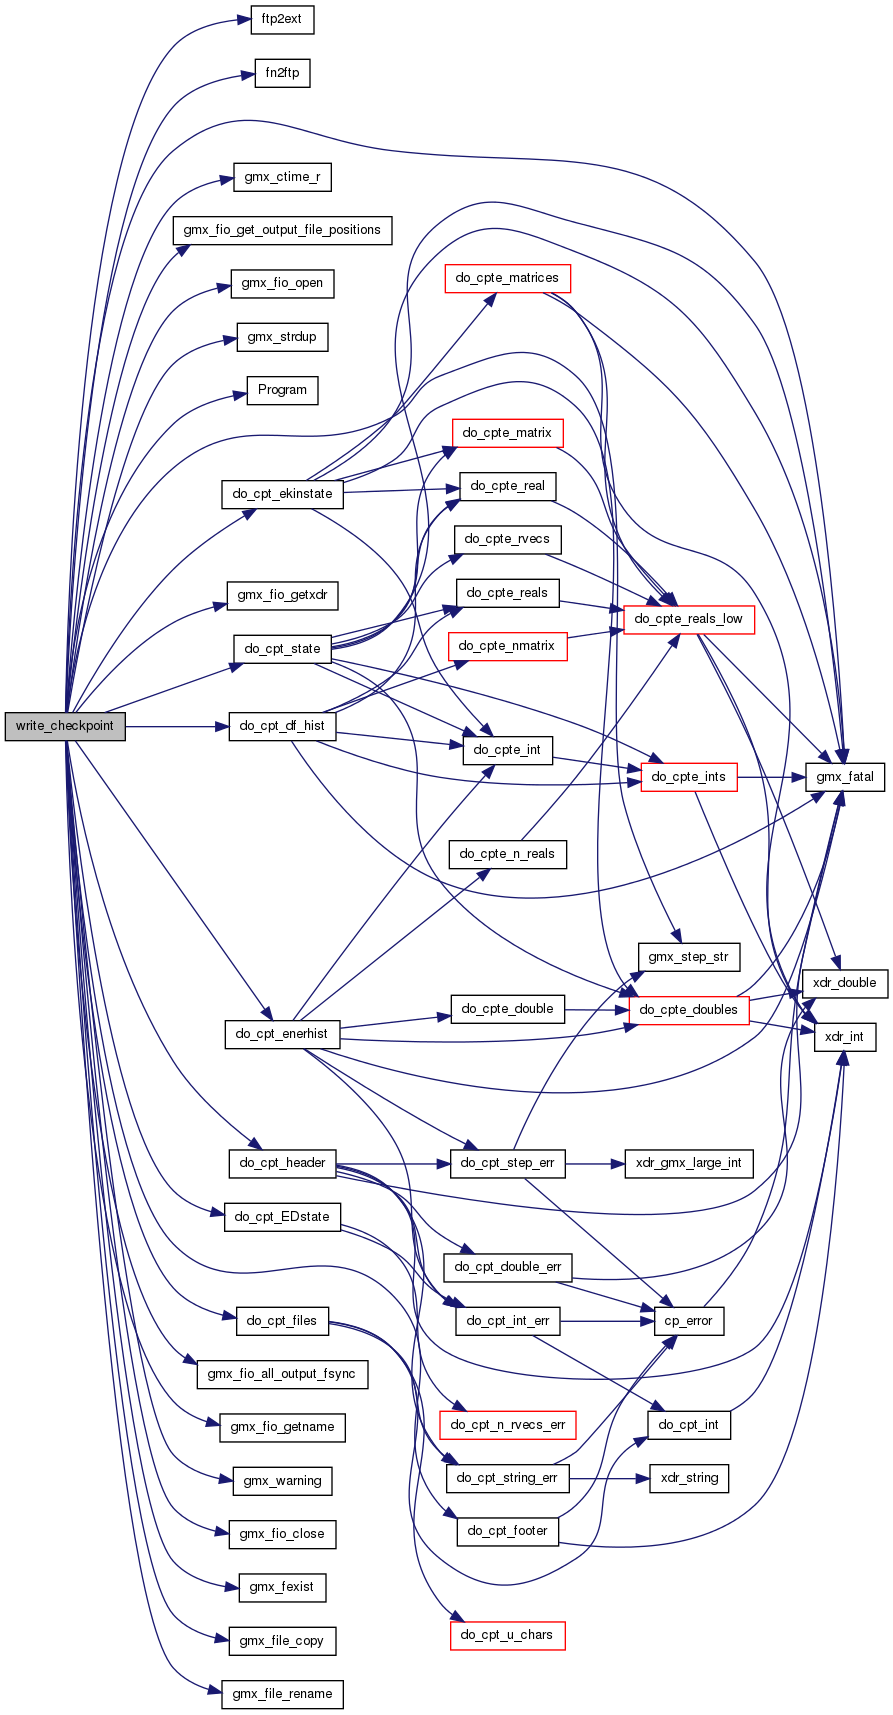 ftp2ext
fn2ftp
gmx_ctime_r
gmx_fio_get_output_file_positions
gmx_fio_open
gmx_strdup
Program
do_cpt_ekinstate
gmx_fio_getxdr
do_cpt_state
write_checkpoint
do_cpt_df_hist
do_cpt_enerhist
do_cpt_header
do_cpt_EDstate
do_cpt_files
gmx_fio_all_output_fsync
gmx_fio_getname
gmx_warning
gmx_fio_close
gmx_fexist
gmx_file_copy
gmx_file_rename
do_cpte_matrices
do_cpte_matrix
do_cpte_real
do_cpte_rvecs
do_cpte_reals
do_cpte_nmatrix
do_cpte_int
do_cpte_n_reals
do_cpte_double
do_cpt_step_err
do_cpt_double_err
do_cpt_int_err
do_cpt_n_rvecs_err
do_cpt_string_err
do_cpt_footer
do_cpt_u_chars
do_cpte_reals_low
do_cpte_ints
gmx_step_str
do_cpte_doubles
xdr_gmx_large_int
cp_error
do_cpt_int
xdr_string
gmx_fatal
xdr_double
xdr_int